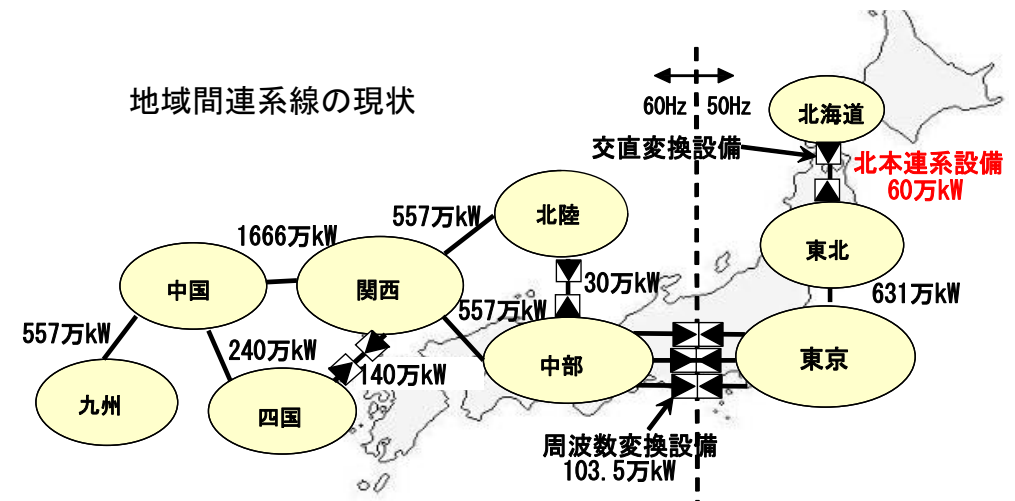 地域間連系線の現状
60Hz
50Hz
北海道
交直変換設備
北本連系設備
60万kW
北陸
557万kW
1666万kW
東北
中国
関西
30万kW
631万kW
557万kW
557万kW
240万kW
中部
東京
140万kW
九州
四国
周波数変換設備
103.5万kW